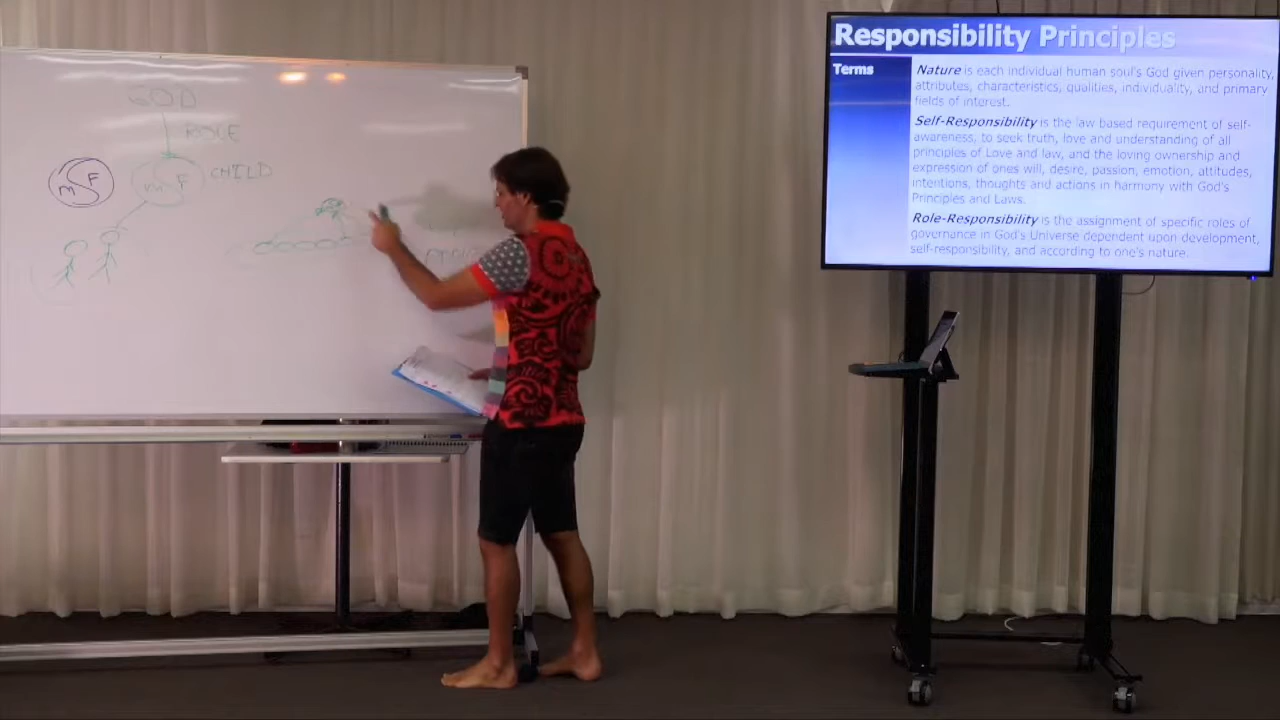 GOD
CHILD
m F
m F
Responsibility Principles
Terms
Nature is each individual human soul's God given personality,
attributes, characteristics, qualities, individuality, and primary
fields of interest.
Self-Responsibility is the law based requirement of self-
awareness, to seek truth, love and understanding of all
principles of Love and law, and the loving ownership and
expression of ones will, desire, passion, emotion, attitudes,
intentions, thoughts and actions in harmony with God's
Principles and Laws.
Role-Responsibility is the assignment of specific roles of
governance in God's Universe dependent upon development,
self-responsibility, and according to one's nature.